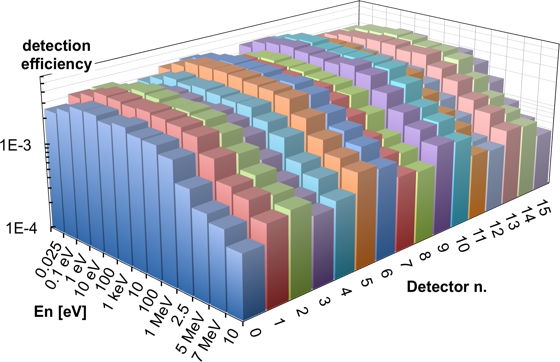 detection
efficiency
1E-3
1E-4
0.025
0.1 eV
1 eV
10 eV
100
1 keV
10
100
1 MeV
2.5
5 MeV
7 MeV
10
En [eV]
0
1
2
3
4
5
6
7
8
9
10
11
12
13
14
15
Detector n.